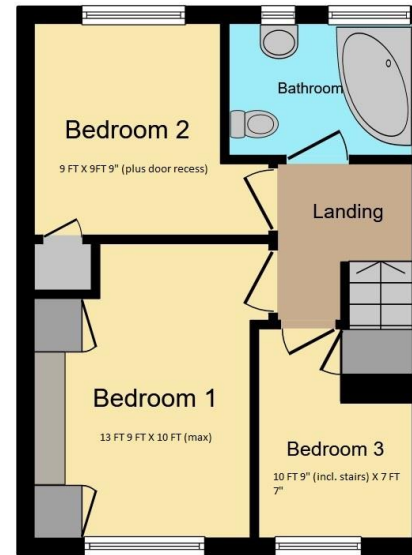 Bathroom
Bedroom 2
9 FT X 9FT 9" (plus door recess)
Landing
Bedroom 1
13 FT 9 FT X 10 FT (max)
Bedroom 3
10 FT 9" (incl. stairs) X 7 FT
7"